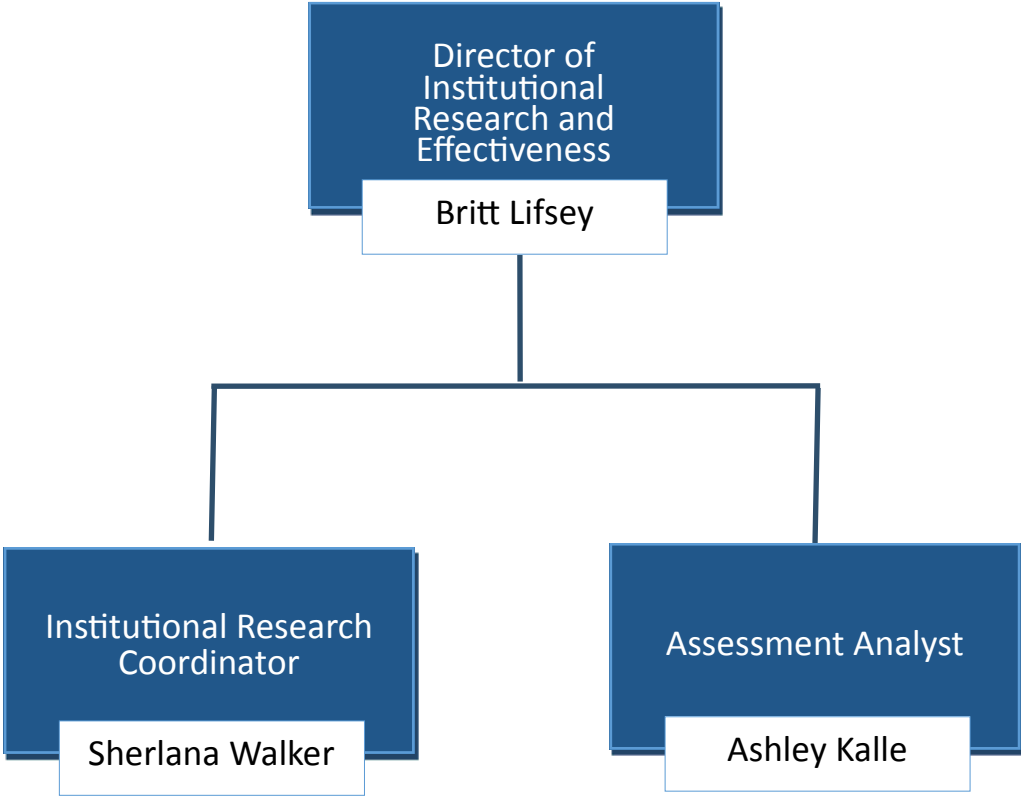 Director of
Institutional
Research and
Effectiveness
Britt Lifsey
Institutional Research
Coordinator
Sherlana Walker
Assessment Analyst
Ashley Kalle